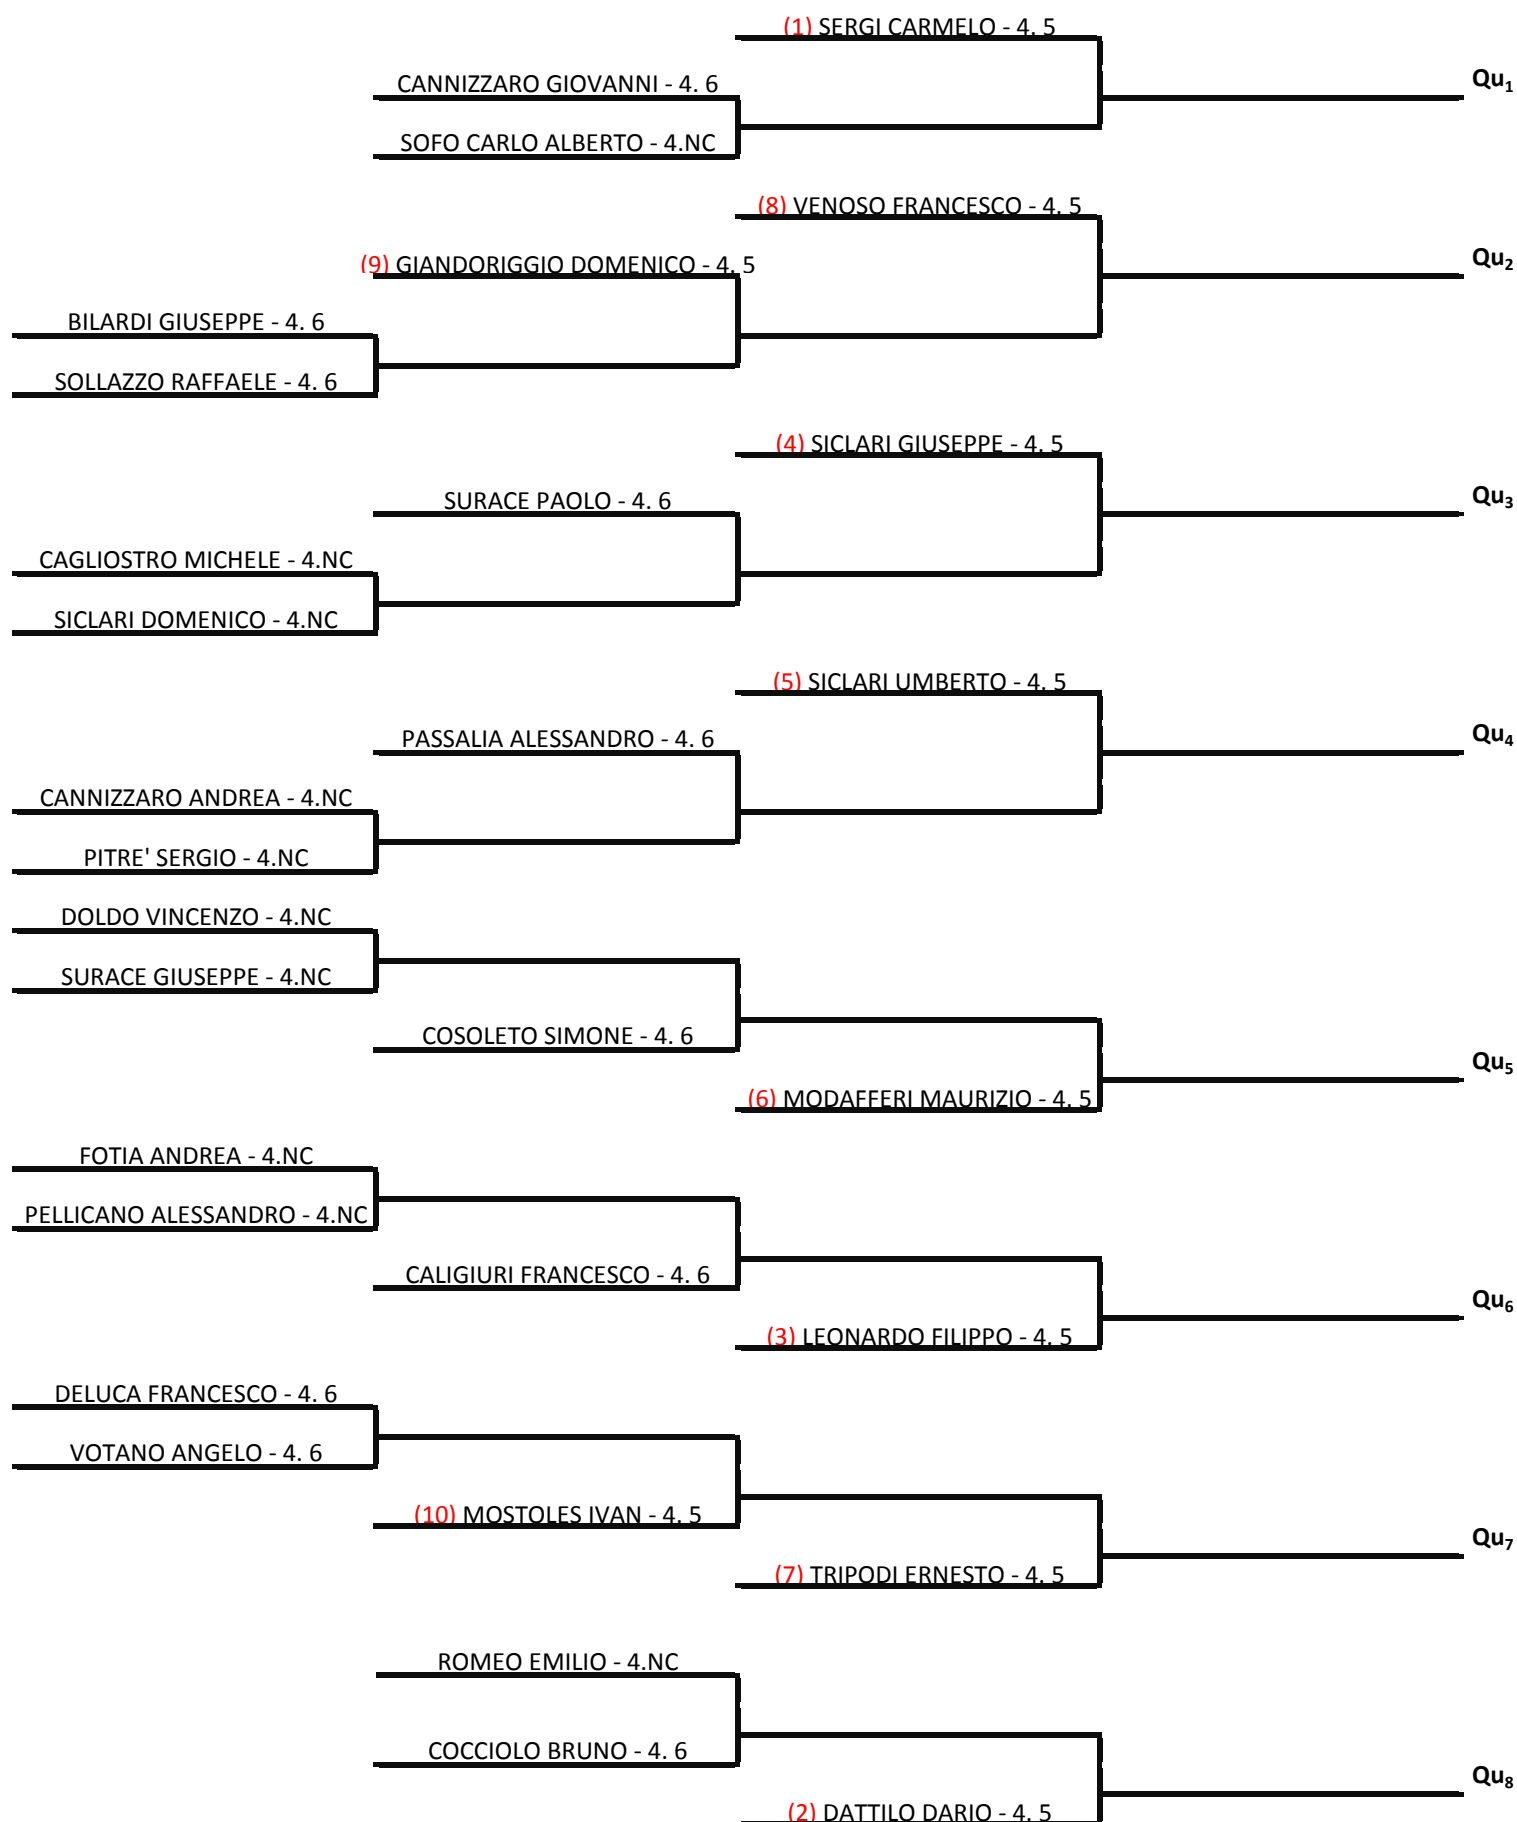 (1) SERGI CARMELO - 4. 5
CANNIZZARO GIOVANNI - 4. 6
Qu1
SOFO CARLO ALBERTO - 4.NC
(8) VENOSO FRANCESCO - 4. 5
(9) GIANDORIGGIO DOMENICO - 4. 5
Qu2
BILARDI GIUSEPPE - 4. 6
SOLLAZZO RAFFAELE - 4. 6
(4) SICLARI GIUSEPPE - 4. 5
SURACE PAOLO - 4. 6
Qu3
CAGLIOSTRO MICHELE - 4.NC
SICLARI DOMENICO - 4.NC
(5) SICLARI UMBERTO - 4. 5
PASSALIA ALESSANDRO - 4. 6
Qu4
CANNIZZARO ANDREA - 4.NC
PITRE' SERGIO - 4.NC
DOLDO VINCENZO - 4.NC
SURACE GIUSEPPE - 4.NC
COSOLETO SIMONE - 4. 6
Qu5
(6) MODAFFERI MAURIZIO - 4. 5
FOTIA ANDREA - 4.NC
PELLICANO ALESSANDRO - 4.NC
CALIGIURI FRANCESCO - 4. 6
Qu6
(3) LEONARDO FILIPPO - 4. 5
DELUCA FRANCESCO - 4. 6
VOTANO ANGELO - 4. 6
(10) MOSTOLES IVAN - 4. 5
Qu7
(7) TRIPODI ERNESTO - 4. 5
ROMEO EMILIO - 4.NC
COCCIOLO BRUNO - 4. 6
Qu8
(2) DATTILO DARIO - 4. 5